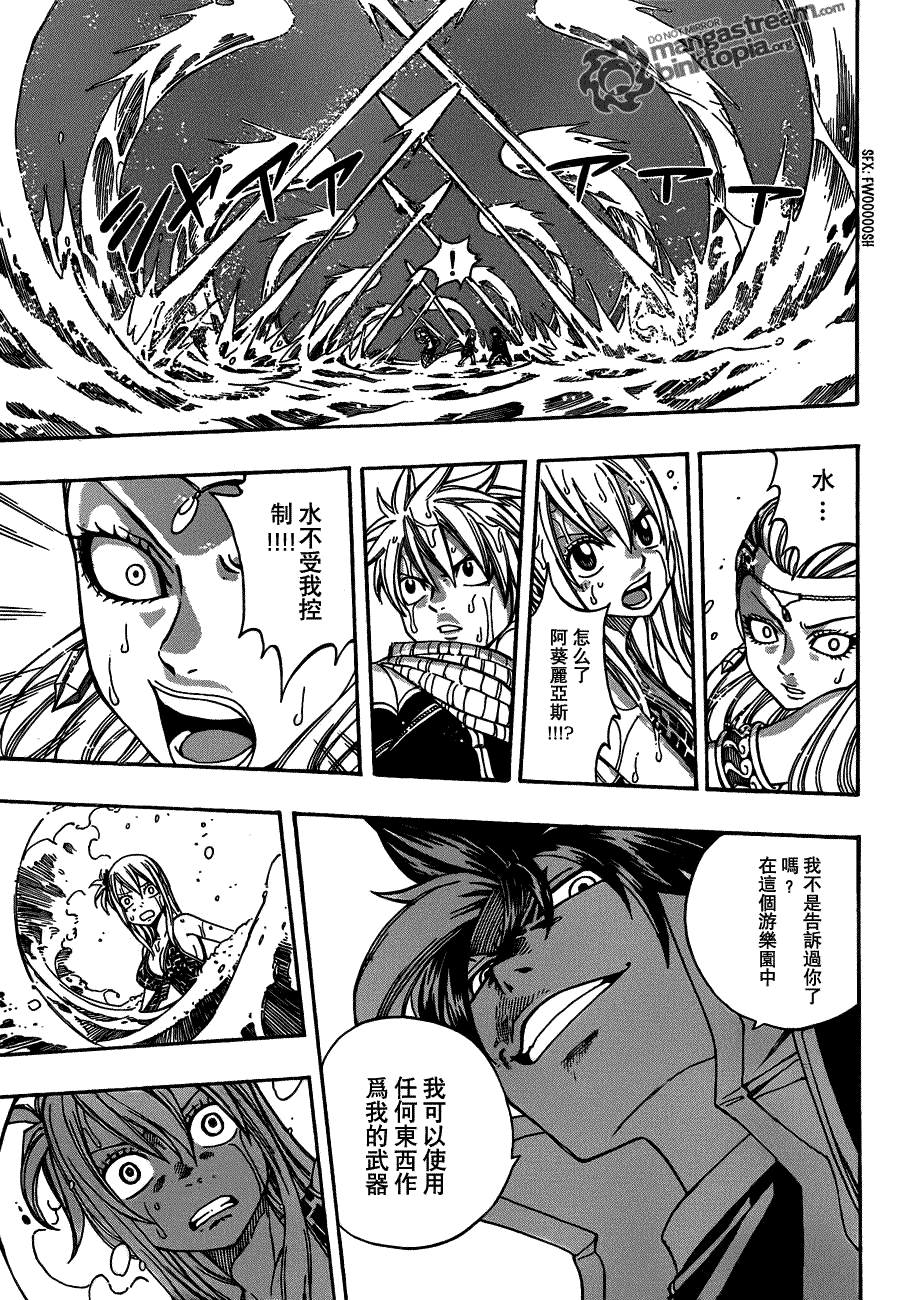 DO NOT MIRROR
mangastream.com
binktopia.org
SFX: FWOOOOOSH
シャアア
アア
!
水…
怎么了
阿葵麗亞斯
!!!?
水不受我控
制!!!!
我不是告訴過你了
嗎?
在這個游樂園中
我可以使用
任何東西作
爲我的武器